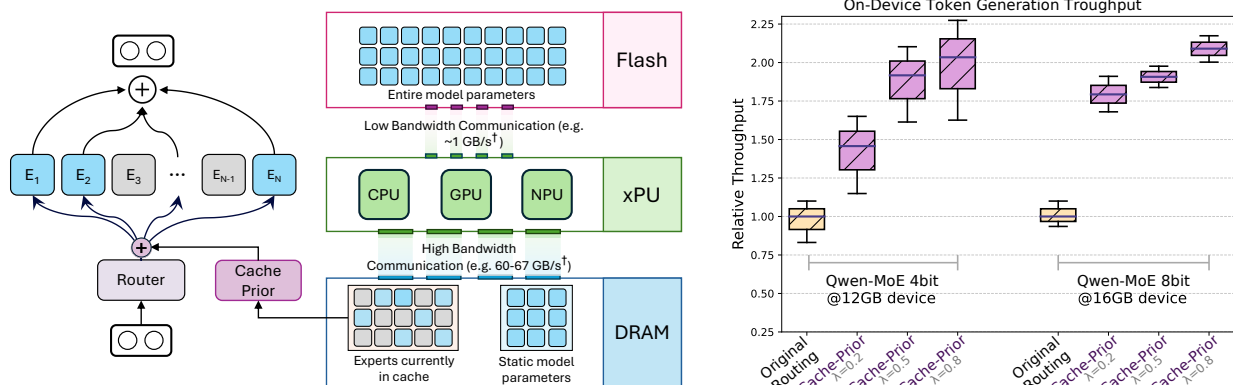 E1
E2
E3
...
EN-1
EN
+
+
Router
Cache
Prior
Flash
Entire model parameters
Low Bandwidth Communication (e.g.
~1 GB/s†)
CPU
GPU
NPU
xPU
High Bandwidth
Communication (e.g. 60-67 GB/s†)
DRAM
Experts currently
in cache
Static model
parameters
On-Device Token Generation Troughput
Relative Throughput
2.25
2.00
1.75
1.50
1.25
1.00
0.75
0.50
0.25
Qwen-MoE 4bit
@12GB device
Qwen-MoE 8bit
@16GB device
Original
Routing
Cache-Prior
λ=0.2
Cache-Prior
λ=0.5
Cache-Prior
λ=0.8
Original
Routing
Cache-Prior
λ=0.2
Cache-Prior
λ=0.5
Cache-Prior
λ=0.8